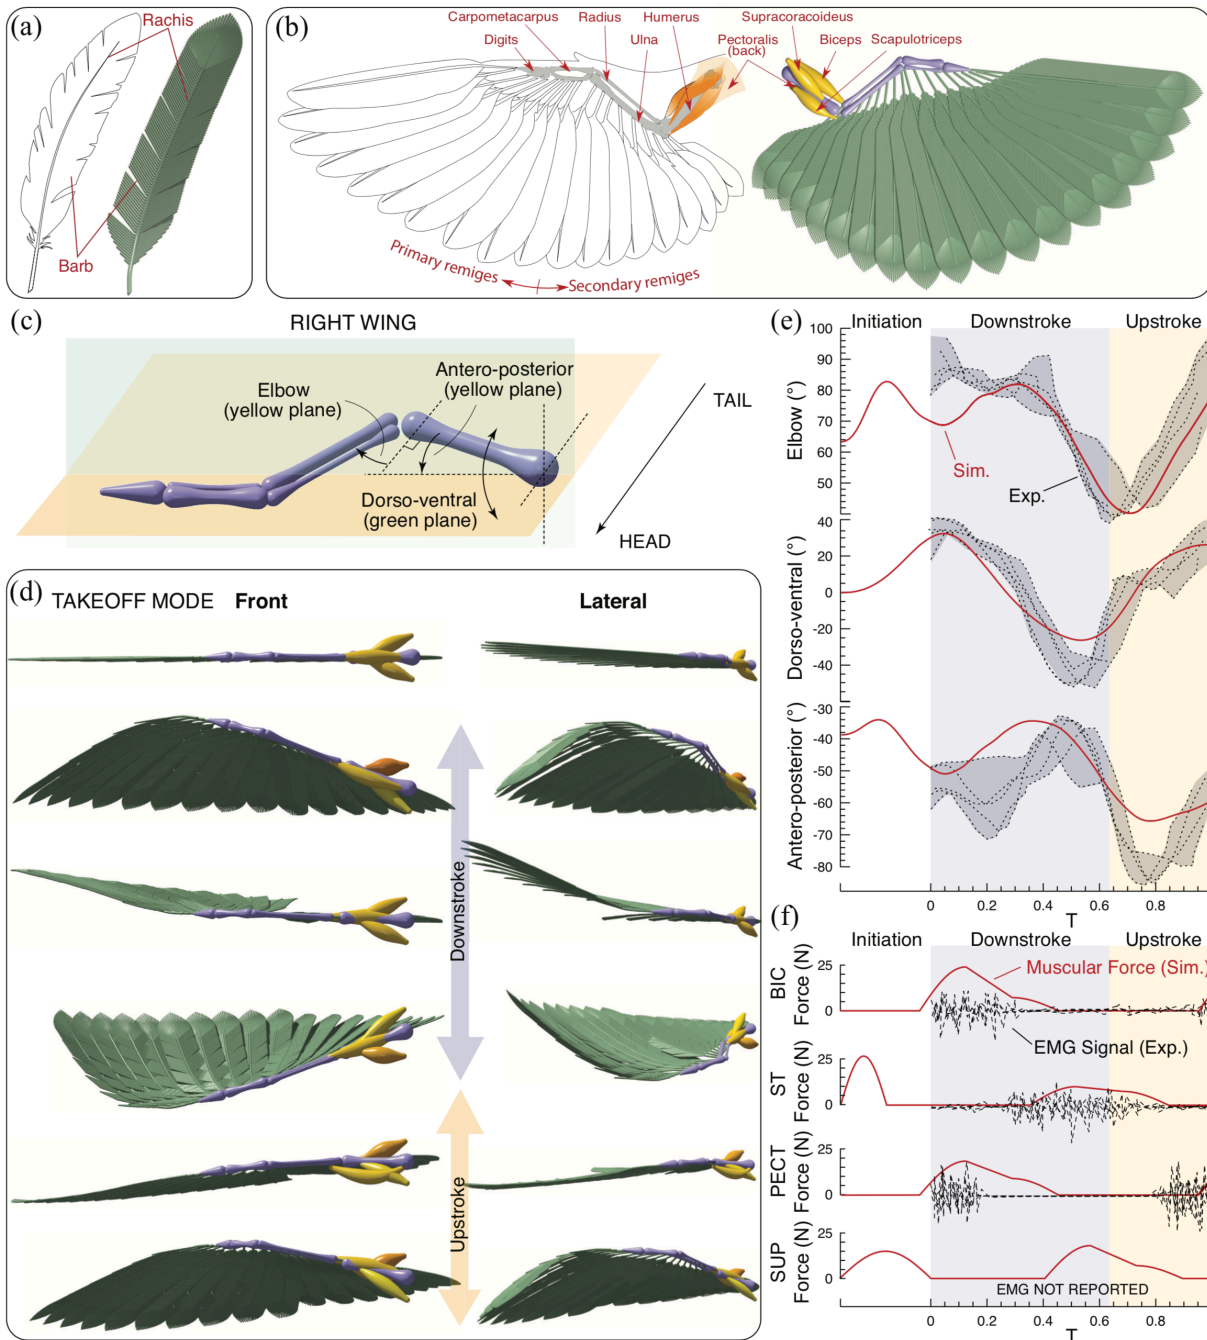 (a)
Rachis
Barb
(b)
Carpometacarpus
Radius
Humerus
Supracoracoideus
Digits
Ulna
Pectoralis
(back)
Biceps
Scapulotriceps
Primary remiges
Secondary remiges
(c)
RIGHT WING
Elbow
(yellow plane)
Antero-posterior
(yellow plane)
Dorso-ventral
(green plane)
TAIL
HEAD
(d)
TAKEOFF MODE Front
Lateral
Downstroke
Upstroke
(e)
Initiation
Downstroke
Upstroke
Elbow (°)
100
90
80
70
60
50
Sim.
Exp.
Dorso-ventral (°)
40
20
0
-20
-40
Antero-posterior (°)
-30
-50
-60
-70
-80
0
0.2
0.4
0.6
0.8
T
(f)
Initiation
Downstroke
Upstroke
BIC
Force (N)
25
0
Muscular Force (Sim.)
EMG Signal (Exp.)
ST
Force (N)
25
0
PECT
Force (N)
25
0
SUP
Force (N)
25
0
EMG NOT REPORTED
0
0.2
0.4
0.6
0.8
T